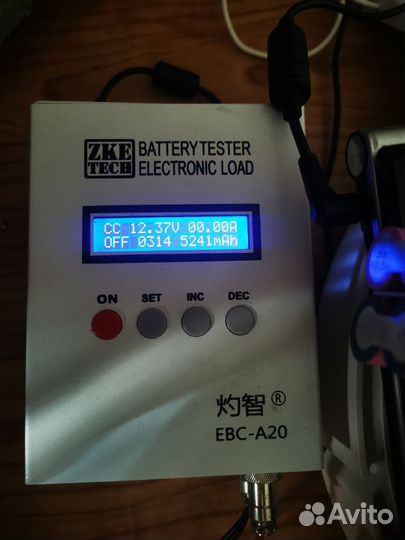 ZKE TECH
BATTERY TESTER
ELECTRONIC LOAD
CC 12.37V 00.00A
OFF 0314 5241mAh
ON SET INC DEC
灼智®
EBC-A20
Avito